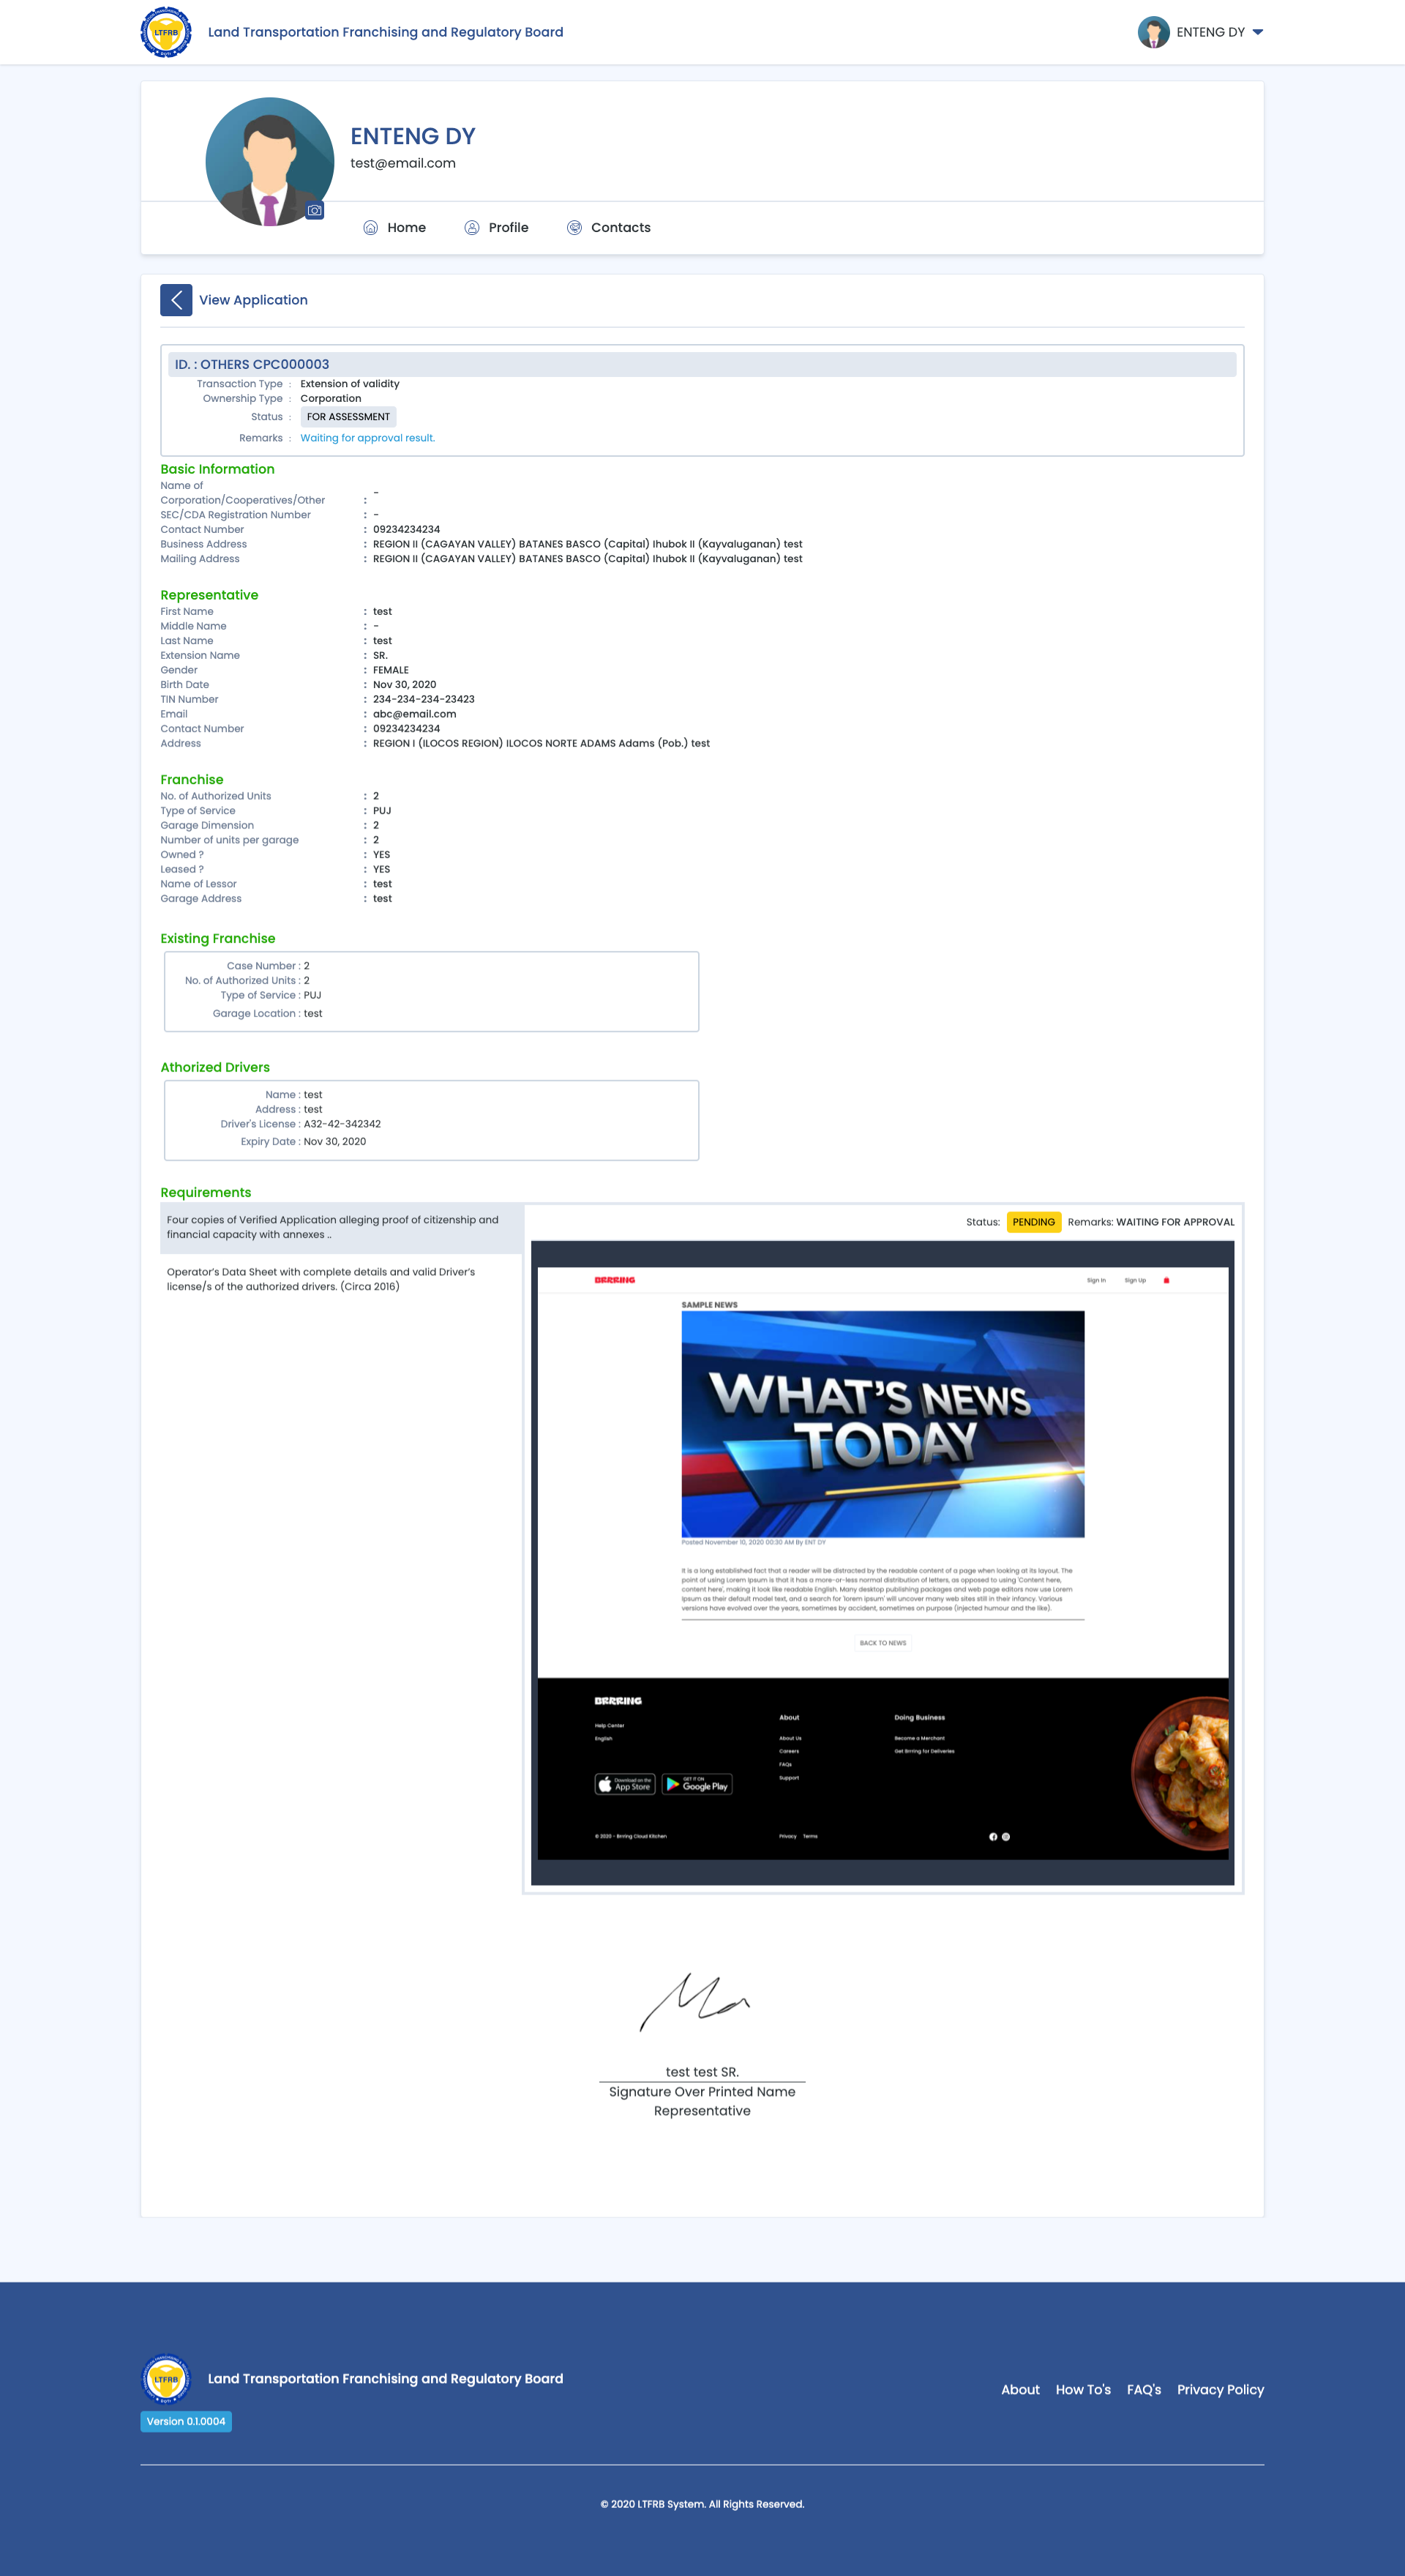 LTFRB
Land Transportation Franchising and Regulatory Board
ENTENG DY
ENTENG DY
test@email.com
Home
Profile
Contacts
View Application
ID. : OTHERS CPC000003
Transaction Type : Extension of validity
Ownership Type : Corporation
Status : FOR ASSESSMENT
Remarks : Waiting for approval result.
Basic Information
Name of
Corporation/Cooperatives/Other : -
SEC/CDA Registration Number : -
Contact Number : 09234234234
Business Address : REGION II (CAGAYAN VALLEY) BATANES BASCO (Capital) Ihubok II (Kayvaluganan) test
Mailing Address : REGION II (CAGAYAN VALLEY) BATANES BASCO (Capital) Ihubok II (Kayvaluganan) test
Representative
First Name : test
Middle Name : -
Last Name : test
Extension Name : SR.
Gender : FEMALE
Birth Date : Nov 30, 2020
TIN Number : 234-234-234-23423
Email : abc@email.com
Contact Number : 09234234234
Address : REGION I (ILOCOS REGION) ILOCOS NORTE ADAMS Adams (Pob.) test
Franchise
No. of Authorized Units : 2
Type of Service : PUJ
Garage Dimension : 2
Number of units per garage : 2
Owned ? : YES
Leased ? : YES
Name of Lessor : test
Garage Address : test
Existing Franchise
Case Number : 2
No. of Authorized Units : 2
Type of Service : PUJ
Garage Location : test
Athorized Drivers
Name : test
Address : test
Driver's License : A32-42-342342
Expiry Date : Nov 30, 2020
Requirements
Four copies of Verified Application alleging proof of citizenship and
financial capacity with annexes ..
Operator's Data Sheet with complete details and valid Driver's
license/s of the authorized drivers. (Circa 2016)
Status: PENDING Remarks: WAITING FOR APPROVAL
BRRRING
Sign In
Sign Up
SAMPLE NEWS
WHAT'S NEWS
TODAY
Posted November 10, 2020 00:30 AM By ENT DY
It is a long established fact that a reader will be distracted by the readable content of a page when looking at its layout. The
point of using Lorem Ipsum is that it has a more-or-less normal distribution of letters, as opposed to using 'Content here,
content here', making it look like readable English. Many desktop publishing packages and web page editors now use Lorem
Ipsum as their default model text, and a search for 'lorem ipsum' will uncover many web sites still in their infancy. Various
versions have evolved over the years, sometimes by accident, sometimes on purpose (injected humour and the like).
BACK TO NEWS
BRRRING
Help Center
English
About
About Us
Careers
FAQs
Support
Doing Business
Become a Merchant
Get Brring for Deliveries
Download on the
App Store
GET IT ON
Google Play
© 2020 - Brring Cloud Kitchen
Privacy
Terms
test test SR.
Signature Over Printed Name
Representative
LTFRB
Land Transportation Franchising and Regulatory Board
Version 0.1.0004
About
How To's
FAQ's
Privacy Policy
© 2020 LTFRB System. All Rights Reserved.